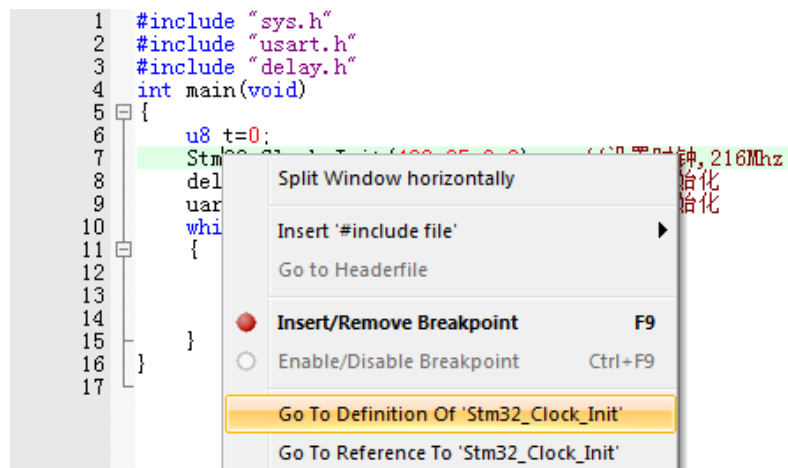 1 #include "sys.h"
2 #include "usart.h"
3 #include "delay.h"
4 int main(void)
5 {
6 u8 t=0;
7 Stm 钟,216Mhz
8 del 始化
9 uar 始化
10 whi
11 {
12
13
14
15 }
16 }
17
Split Window horizontally
Insert '#include file'
Go to Headerfile
Insert/Remove Breakpoint F9
Enable/Disable Breakpoint Ctrl+F9
Go To Definition Of 'Stm32_Clock_Init'
Go To Reference To 'Stm32_Clock_Init'